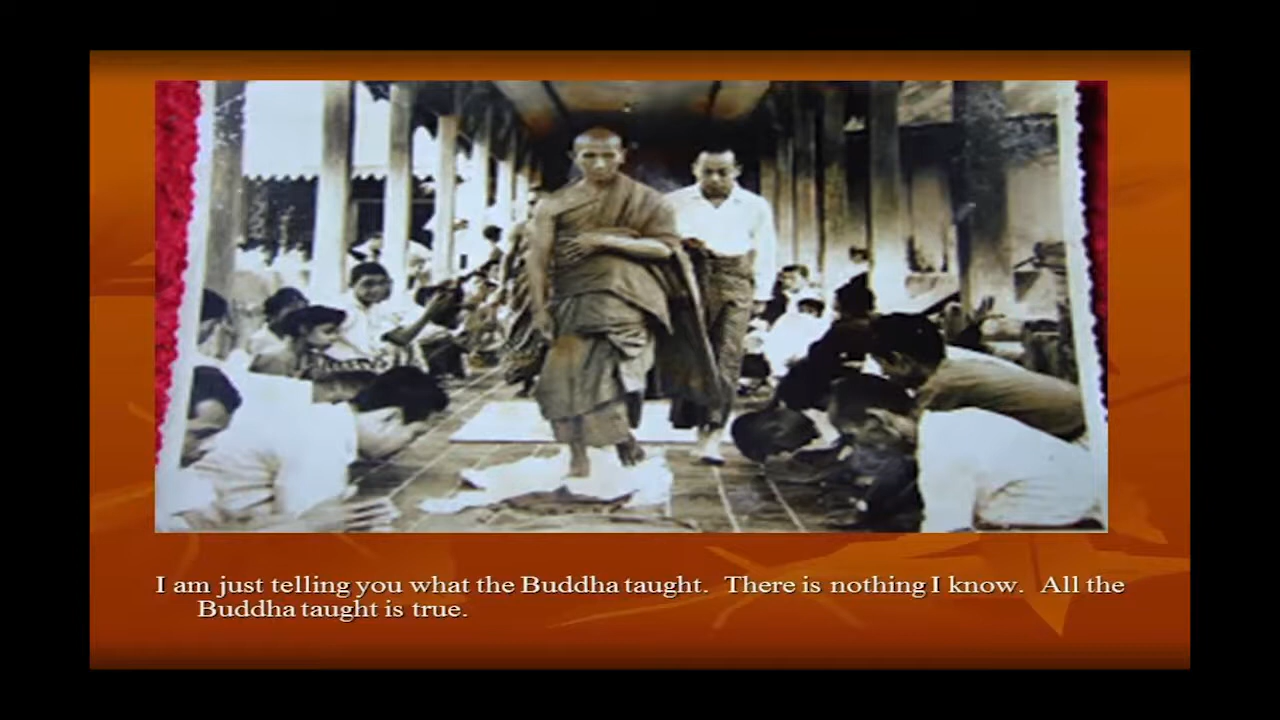 I am just telling you what the Buddha taught.  There is nothing I know.  All the
Buddha taught is true.